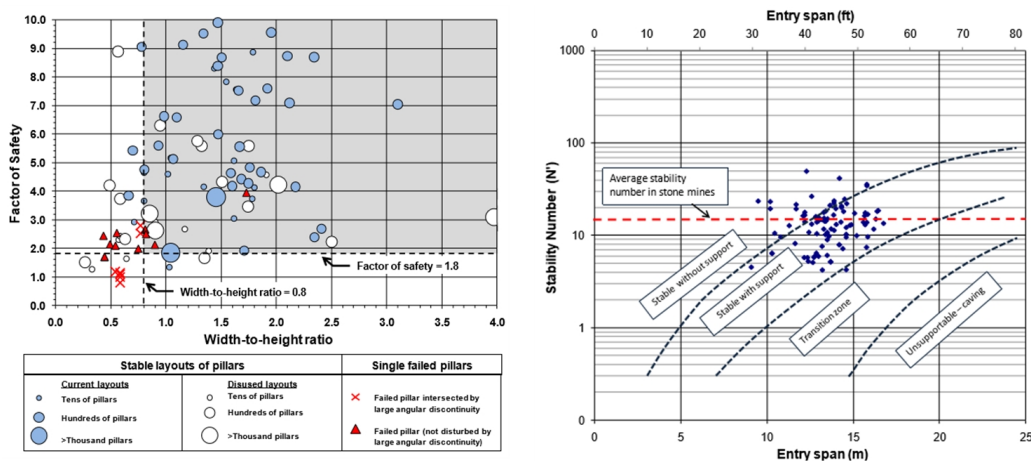 10.0
9.0
8.0
7.0
6.0
5.0
4.0
3.0
2.0
1.0
0.0
Factor of Safety
Factor of safety = 1.8
Width-to-height ratio = 0.8
0.0 0.5 1.0 1.5 2.0 2.5 3.0 3.5 4.0
Width-to-height ratio
Stable layouts of pillars
Single failed pillars
Current layouts
Tens of pillars
Hundreds of pillars
>Thousand pillars
Disused layouts
Tens of pillars
Hundreds of pillars
>Thousand pillars
Failed pillar intersected by
large angular discontinuity
Failed pillar (not disturbed by
large angular discontinuity)
Entry span (ft)
0 10 20 30 40 50 60 70 80
1000
100
10
1
0
Stability Number (N')
Average stability
number in stone mines
Stable without support
Stable with support
Transition zone
Unsupportable – caving
0 5 10 15 20 25
Entry span (m)